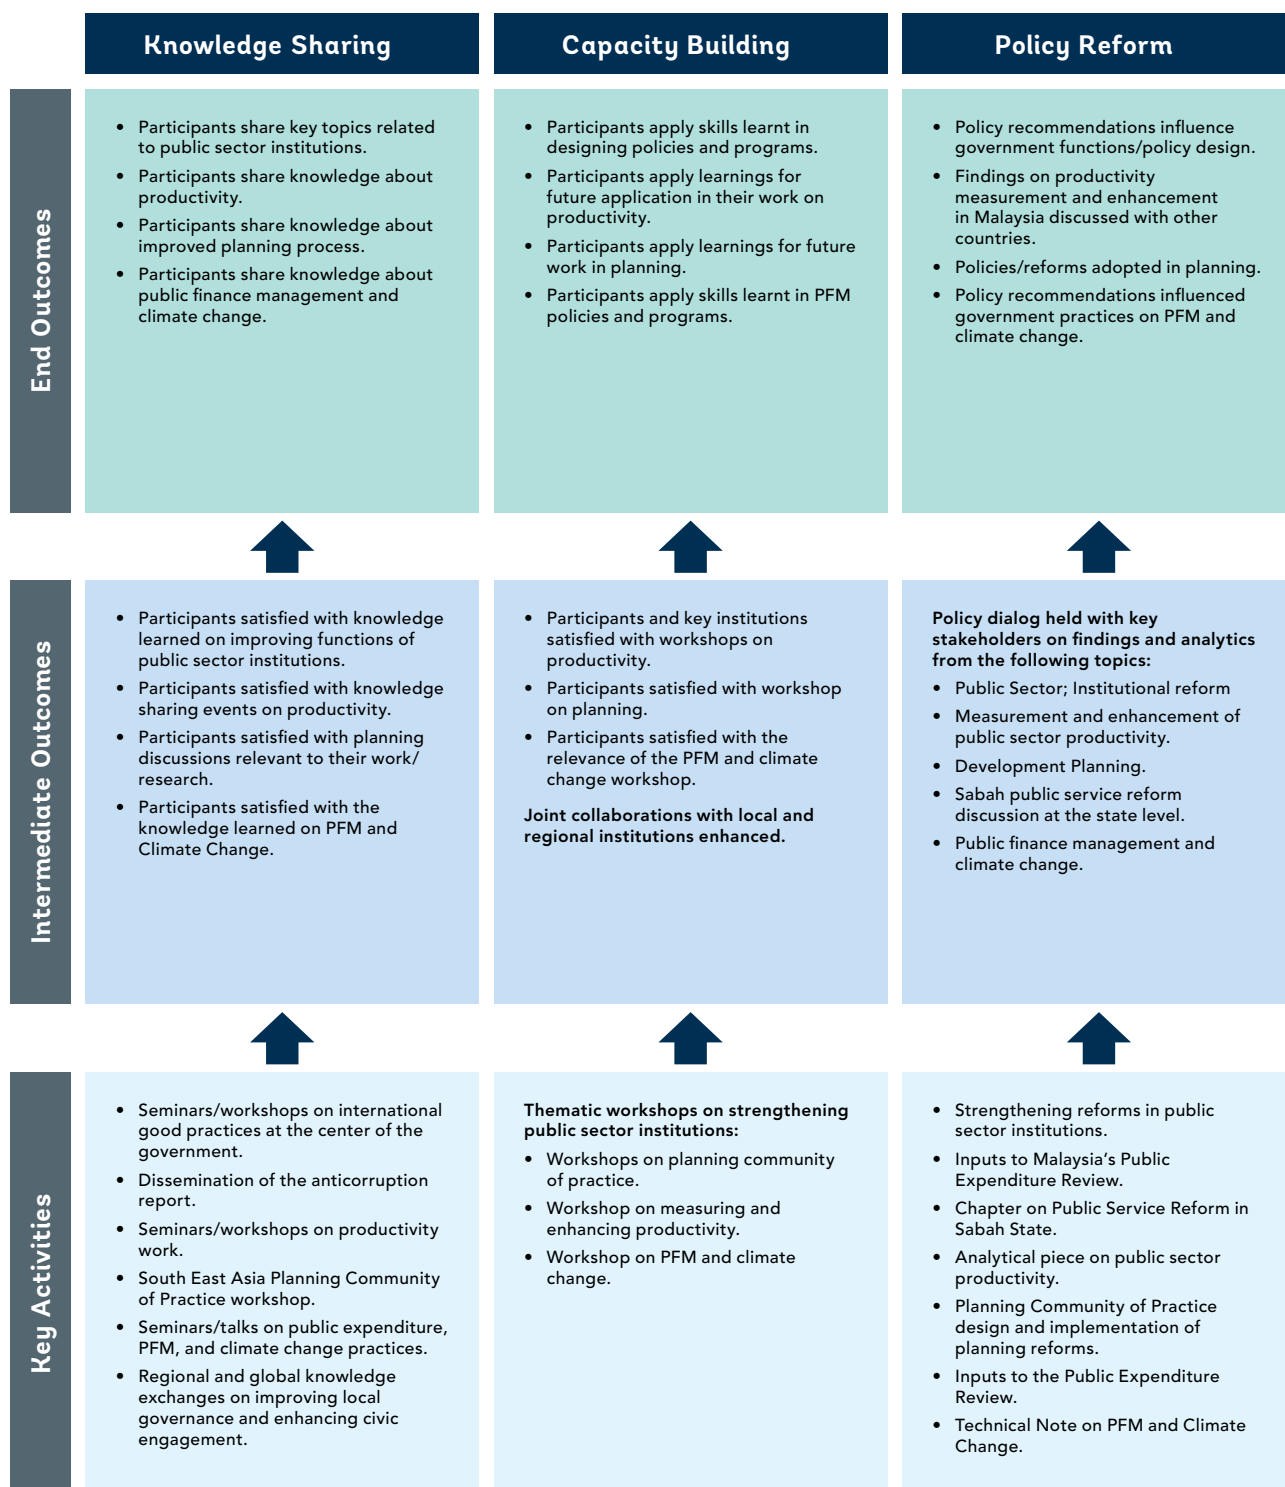 Knowledge Sharing
Capacity Building
Policy Reform
End Outcomes
• Participants share key topics related
to public sector institutions.
• Participants share knowledge about
productivity.
• Participants share knowledge about
improved planning process.
• Participants share knowledge about
public finance management and
climate change.
• Participants apply skills learnt in
designing policies and programs.
• Participants apply learnings for
future application in their work on
productivity.
• Participants apply learnings for future
work in planning.
• Participants apply skills learnt in PFM
policies and programs.
• Policy recommendations influence
government functions/policy design.
• Findings on productivity
measurement and enhancement
in Malaysia discussed with other
countries.
• Policies/reforms adopted in planning.
• Policy recommendations influenced
government practices on PFM and
climate change.
Intermediate Outcomes
• Participants satisfied with knowledge
learned on improving functions of
public sector institutions.
• Participants satisfied with knowledge
sharing events on productivity.
• Participants satisfied with planning
discussions relevant to their work/
research.
• Participants satisfied with the
knowledge learned on PFM and
Climate Change.
• Participants and key institutions
satisfied with workshops on
productivity.
• Participants satisfied with workshop
on planning.
• Participants satisfied with the
relevance of the PFM and climate
change workshop.
Joint collaborations with local and
regional institutions enhanced.
Policy dialog held with key
stakeholders on findings and analytics
from the following topics:
• Public Sector; Institutional reform
• Measurement and enhancement of
public sector productivity.
• Development Planning.
• Sabah public service reform
discussion at the state level.
• Public finance management and
climate change.
Key Activities
• Seminars/workshops on international
good practices at the center of the
government.
• Dissemination of the anticorruption
report.
• Seminars/workshops on productivity
work.
• South East Asia Planning Community
of Practice workshop.
• Seminars/talks on public expenditure,
PFM, and climate change practices.
• Regional and global knowledge
exchanges on improving local
governance and enhancing civic
engagement.
Thematic workshops on strengthening
public sector institutions:
• Workshops on planning community
of practice.
• Workshop on measuring and
enhancing productivity.
• Workshop on PFM and climate
change.
• Strengthening reforms in public
sector institutions.
• Inputs to Malaysia's Public
Expenditure Review.
• Chapter on Public Service Reform in
Sabah State.
• Analytical piece on public sector
productivity.
• Planning Community of Practice
design and implementation of
planning reforms.
• Inputs to the Public Expenditure
Review.
• Technical Note on PFM and Climate
Change.